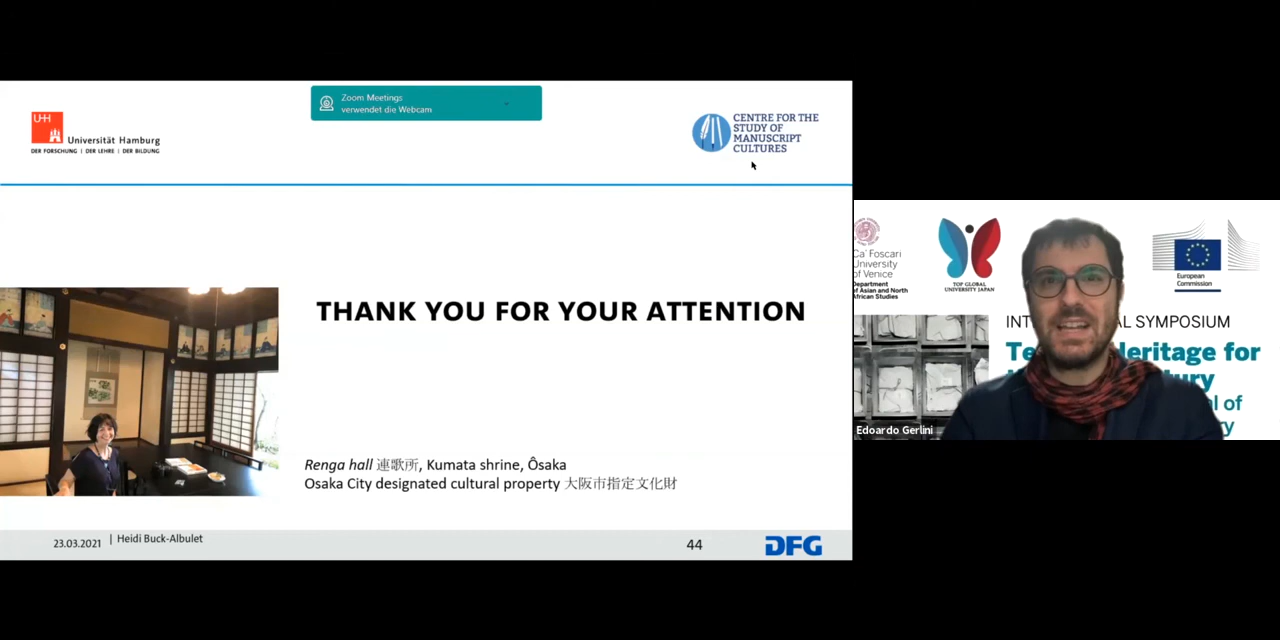 Zoom Meetings
verwendet die Webcam
UHH
Universität Hamburg
DER FORSCHUNG | DER LEHRE | DER BILDUNG
CENTRE FOR THE
STUDY OF
MANUSCRIPT
CULTURES
THANK YOU FOR YOUR ATTENTION
Renga hall 連歌所, Kumata shrine, Ôsaka
Osaka City designated cultural property 大阪市指定文化財
23.03.2021 | Heidi Buck-Albulet
44
DFG
Ca' Foscari
University
of Venice
Department
of Asian and North
African Studies
TOP GLOBAL
UNIVERSITY JAPAN
European
Commission
SYMPOSIUM
Heritage for
of
Edoardo Gerlini